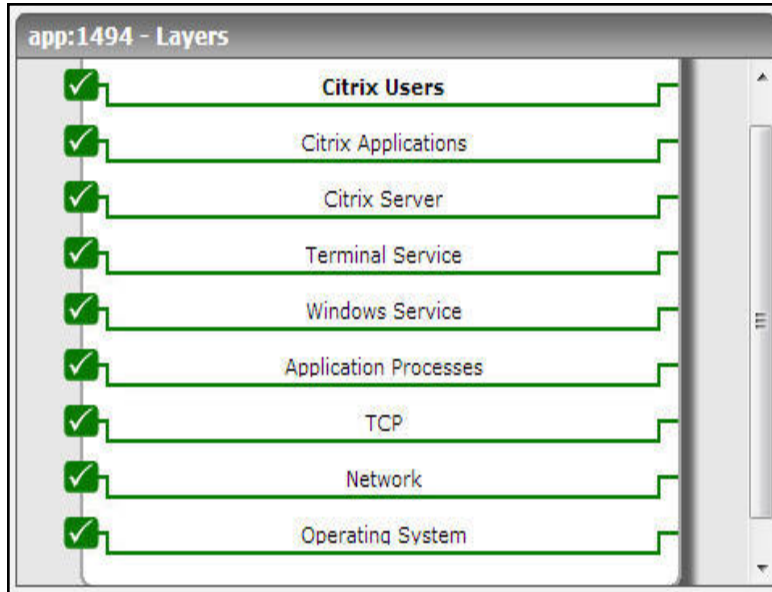 app:1494 - Layers
Citrix Users
Citrix Applications
Citrix Server
Terminal Service
Windows Service
Application Processes
TCP
Network
Operating System